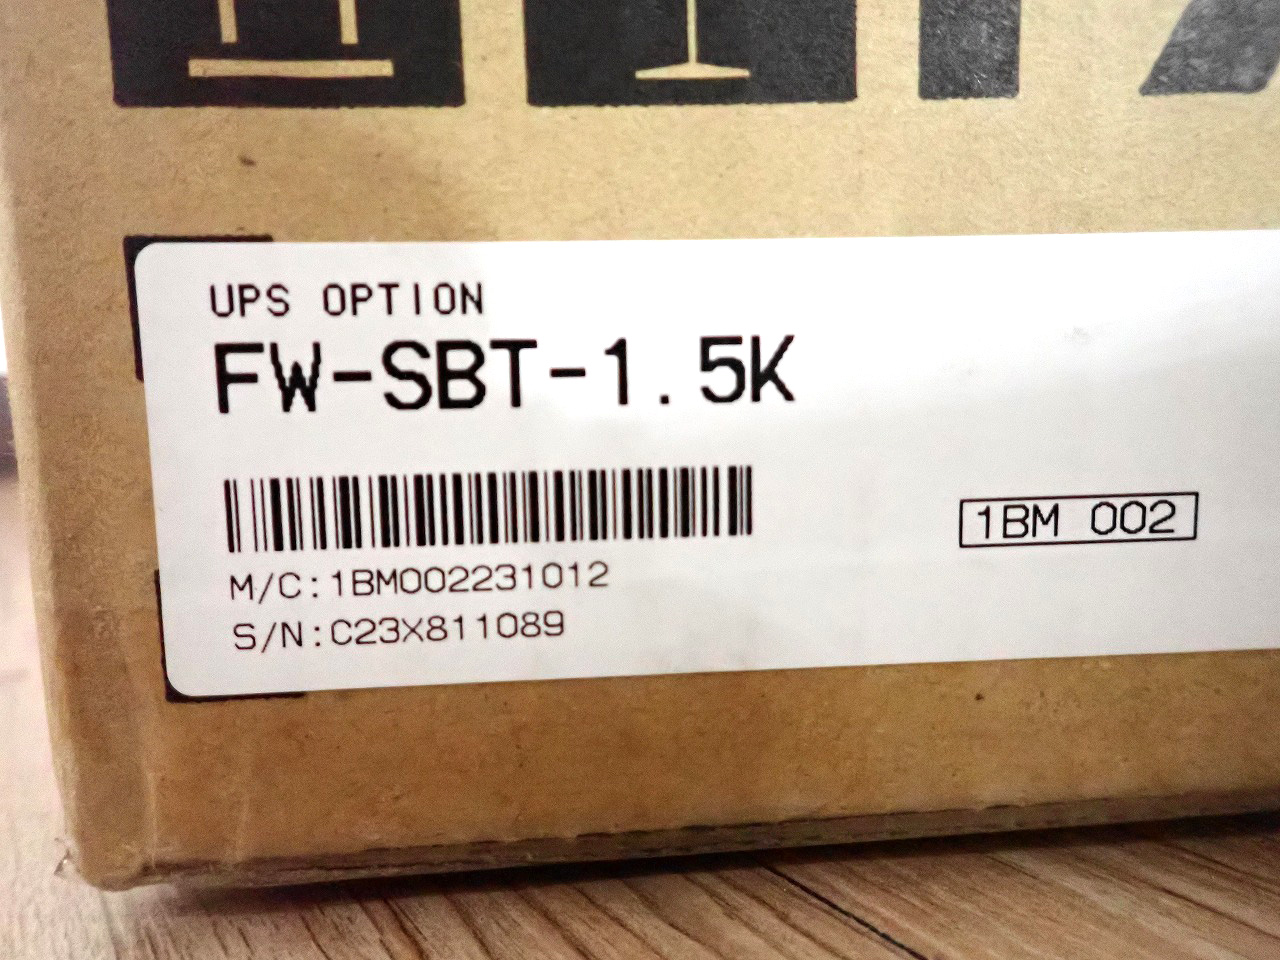 UPS OPTION
FW-SBT-1.5K
1BM 002
M/C:1BM002231012
S/N:C23X811089